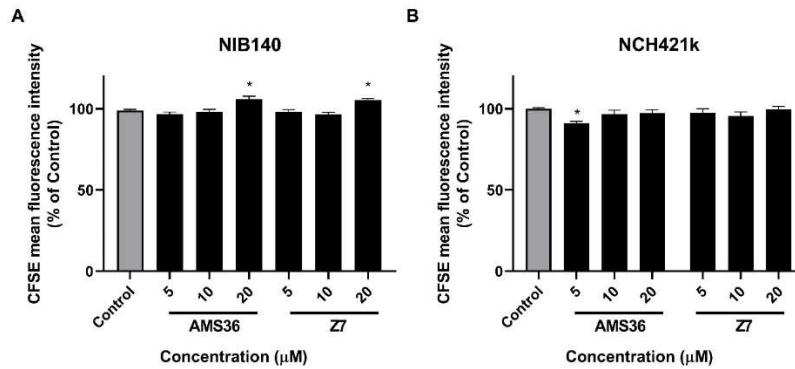 A
NIB140
CFSE mean fluorescence intensity
(% of Control)
100
50
0
*
*
Control
5
10
20
5
10
20
AMS36
Z7
Concentration (μM)
B
NCH421k
CFSE mean fluorescence intensity
(% of Control)
150
100
50
0
*
Control
5
10
20
5
10
20
AMS36
Z7
Concentration (μM)